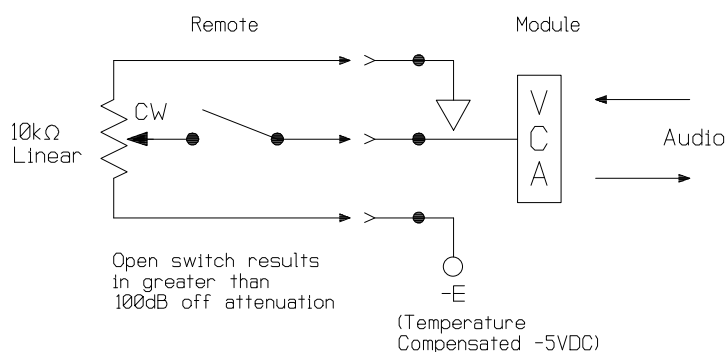 Remote
Module
CW
10kΩ
Linear
V
C
A
Audio
Open switch results
in greater than
100dB off attenuation
-E
(Temperature
Compensated -5VDC)